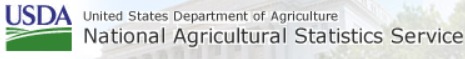 USDA
United States Department of Agriculture
National Agricultural Statistics Service